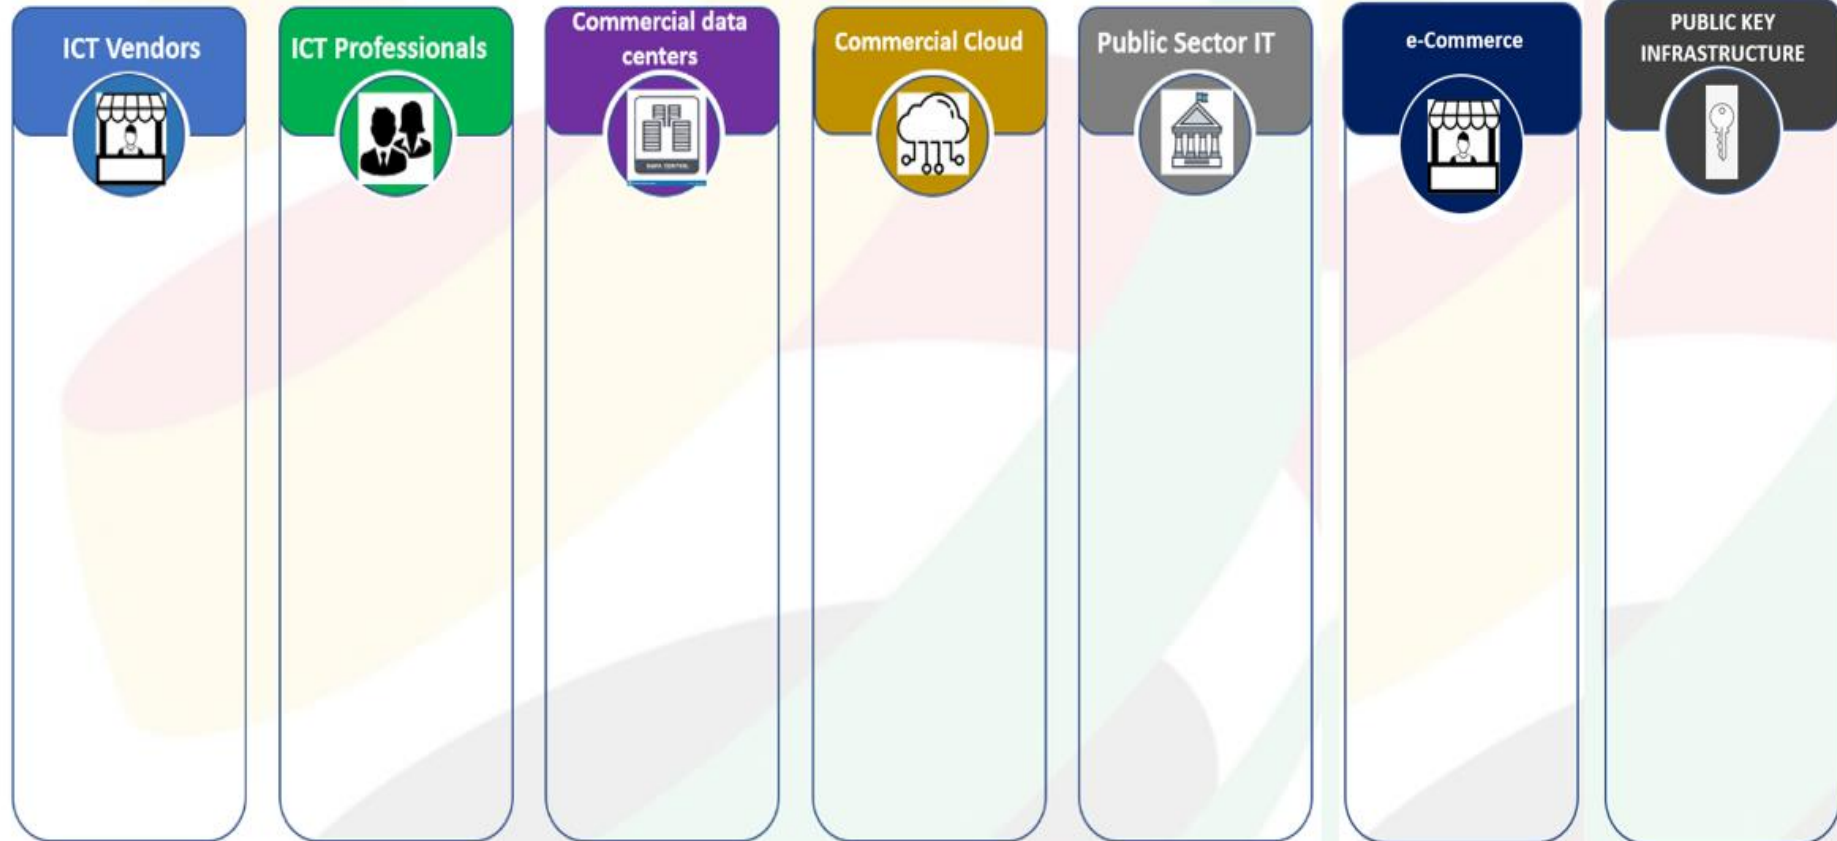 ICT Vendors
ICT Professionals
Commercial data
centers
Commercial Cloud
Public Sector IT
e-Commerce
PUBLIC KEY
INFRASTRUCTURE